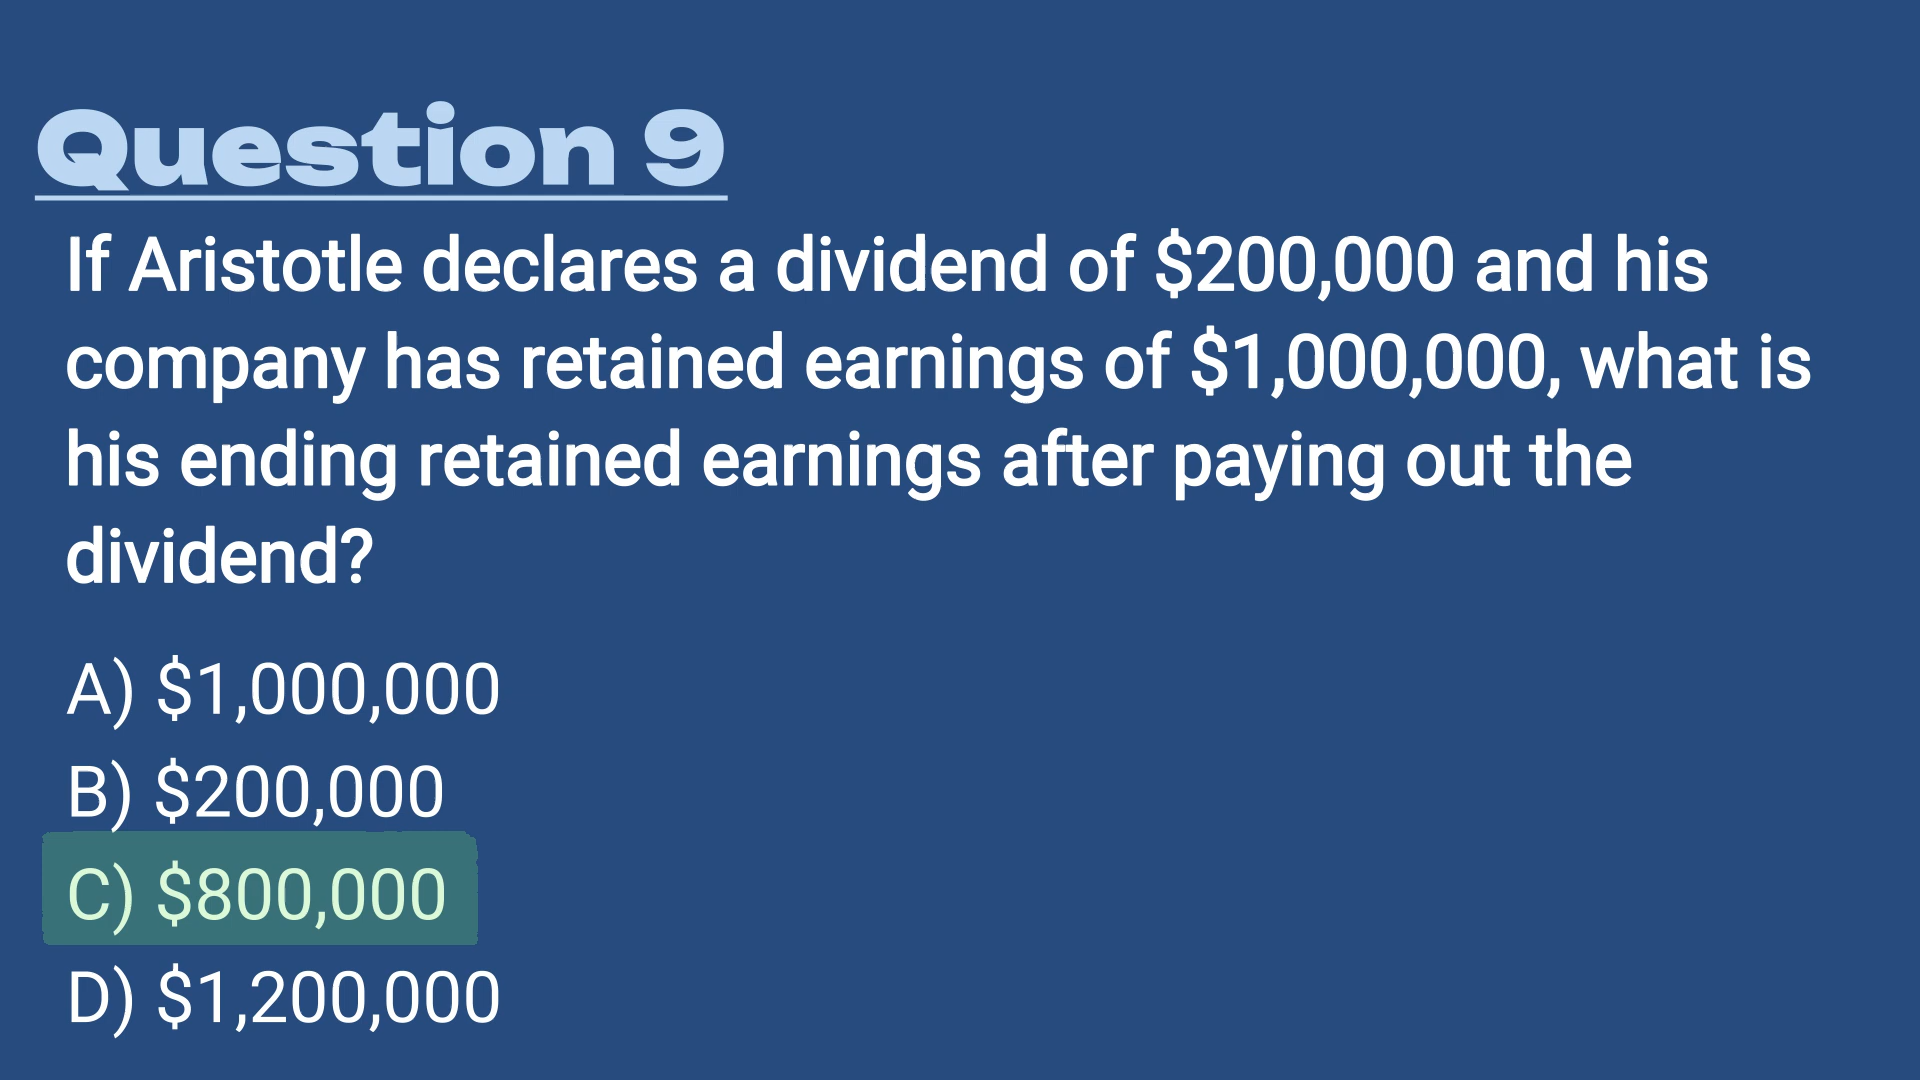 Question 9
If Aristotle declares a dividend of $200,000 and his
company has retained earnings of $1,000,000, what is
his ending retained earnings after paying out the
dividend?
A) $1,000,000
B) $200,000
C) $800,000
D) $1,200,000